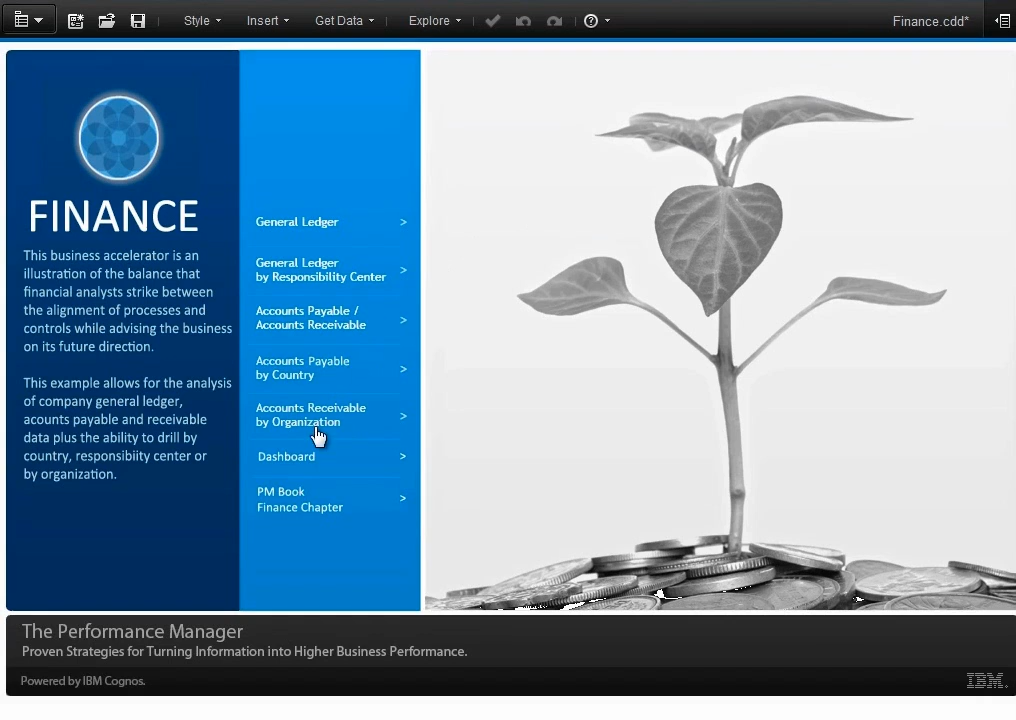 Style
Insert
Get Data
Explore
Finance.cdd*
FINANCE
This business accelerator is an
illustration of the balance that
financial analysts strike between
the alignment of processes and
controls while advising the business
on its future direction.
This example allows for the analysis
of company general ledger,
acounts payable and receivable
data plus the ability to drill by
country, responsibiity center or
by organization.
General Ledger >
General Ledger
by Responsibility Center >
Accounts Payable /
Accounts Receivable >
Accounts Payable
by Country >
Accounts Receivable
by Organization >
Dashboard >
PM Book
Finance Chapter >
The Performance Manager
Proven Strategies for Turning Information into Higher Business Performance.
Powered by IBM Cognos.
IBM.